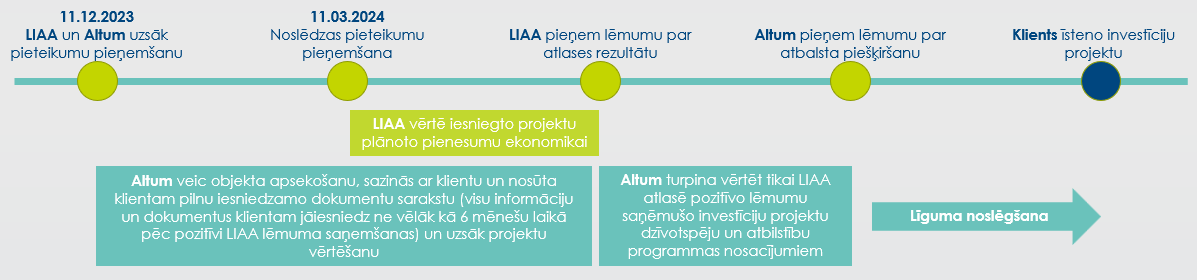 11.12.2023
LIAA un Altum uzsāk
pieteikumu pieņemšanu
11.03.2024
Noslēdzas pieteikumu
pieņemšana
LIAA pieņem lēmumu par
atlases rezultātu
Altum pieņem lēmumu par
atbalsta piešķiršanu
Klients īsteno investīciju
projektu
LIAA vērtē iesniegto projektu
plānoto pienesumu ekonomikai
Altum veic objekta apsekošanu, sazinās ar klientu un nosūta
klientam pilnu iesniedzamo dokumentu sarakstu (visu informāciju
un dokumentus klientam jāiesniedz ne vēlāk kā 6 mēnešu laikā
pēc pozitīvi LIAA lēmuma saņemšanas) un uzsāk projektu
vērtēšanu
Altum turpina vērtēt tikai LIAA
atlasē pozitīvo lēmumu
saņēmušo investīciju projektu
dzīvotspēju un atbilstību
programmas nosacījumiem
Līguma noslēgšana